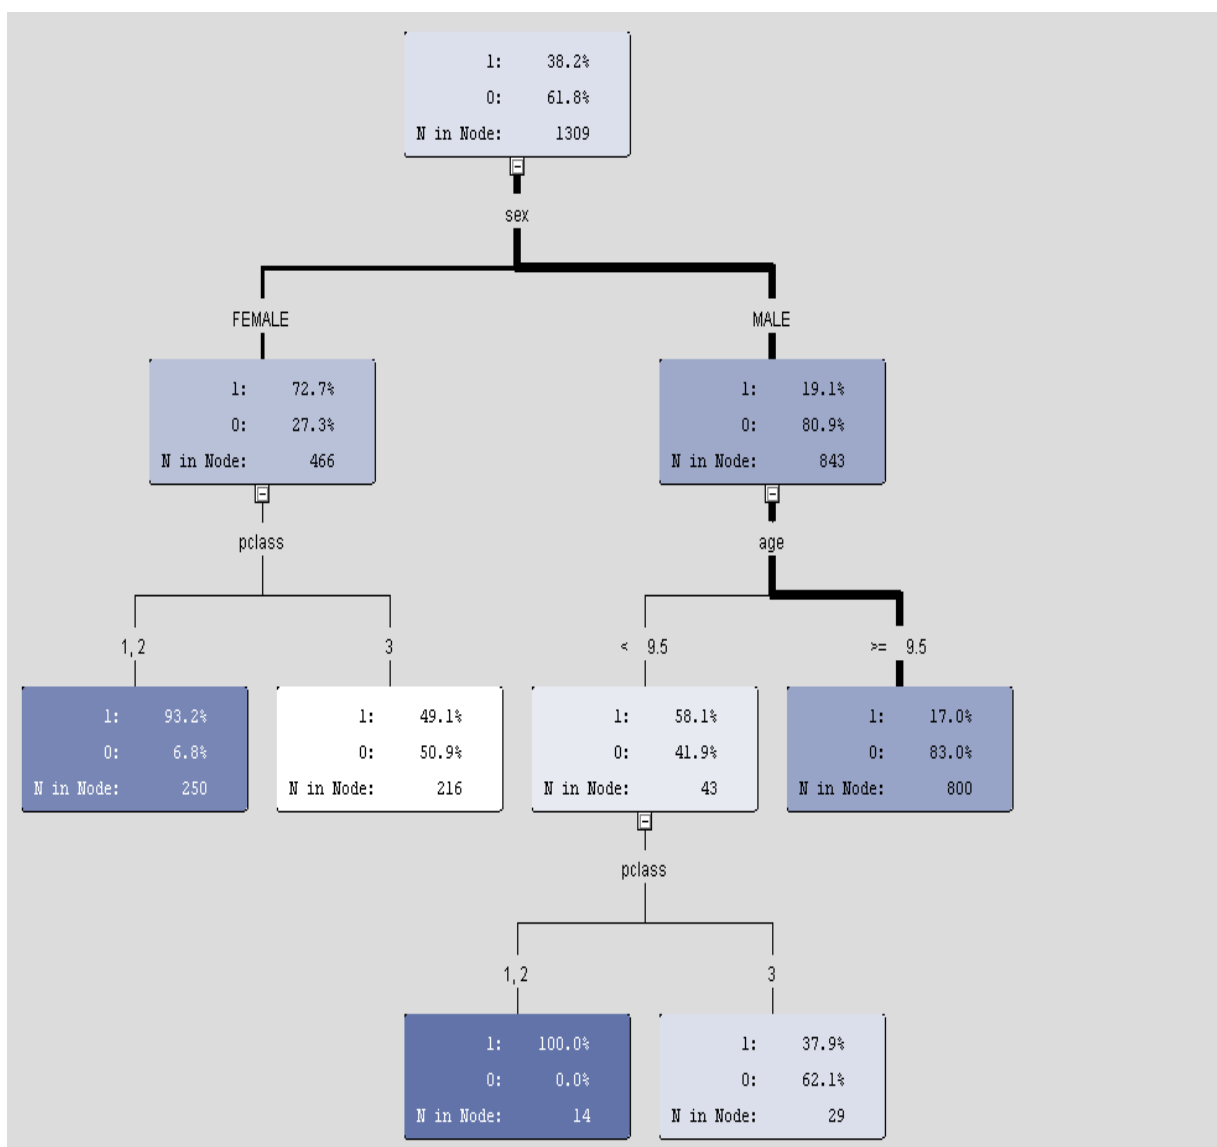 1: 38.2%
0: 61.8%
N in Node: 1309
sex
FEMALE
MALE
1: 72.7%
0: 27.3%
N in Node: 466
1: 19.1%
0: 80.9%
N in Node: 843
pclass
age
1, 2
3
< 9.5
>= 9.5
1: 93.2%
0: 6.8%
N in Node: 250
1: 49.1%
0: 50.9%
N in Node: 216
1: 58.1%
0: 41.9%
N in Node: 43
1: 17.0%
0: 83.0%
N in Node: 800
pclass
1, 2
3
1: 100.0%
0: 0.0%
N in Node: 14
1: 37.9%
0: 62.1%
N in Node: 29